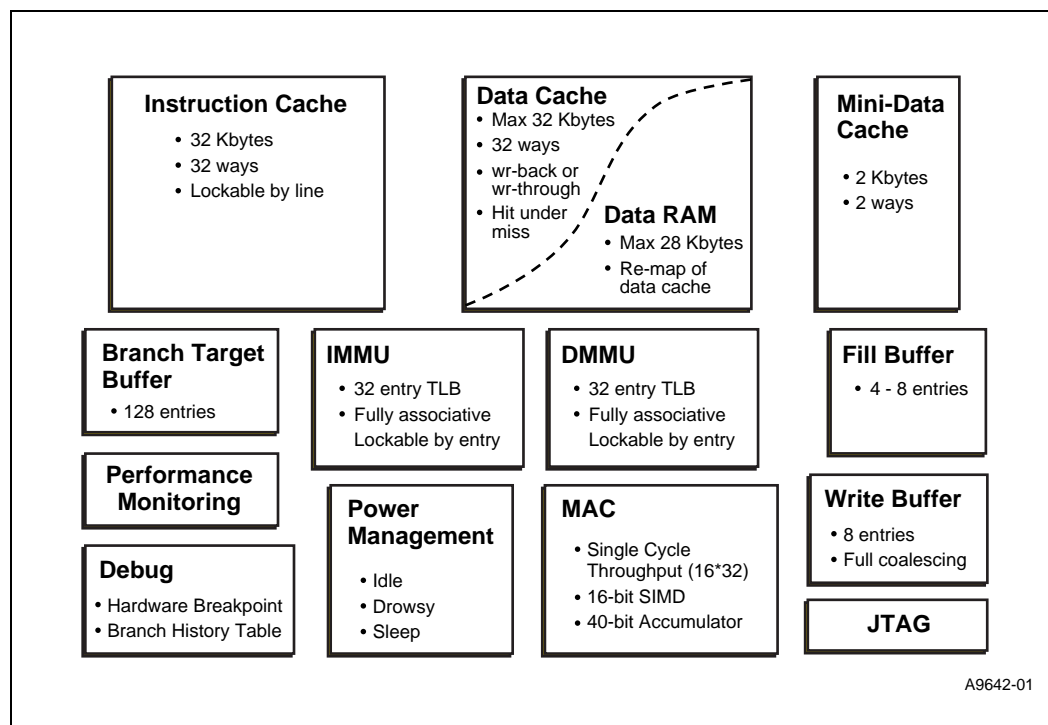 Instruction Cache
• 32 Kbytes
• 32 ways
• Lockable by line
Data Cache
• Max 32 Kbytes
• 32 ways
• wr-back or
wr-through
• Hit under
miss
Data RAM
• Max 28 Kbytes
• Re-map of
data cache
Mini-Data
Cache
• 2 Kbytes
• 2 ways
Branch Target
Buffer
• 128 entries
IMMU
• 32 entry TLB
• Fully associative
Lockable by entry
DMMU
• 32 entry TLB
• Fully associative
Lockable by entry
Fill Buffer
• 4 - 8 entries
Performance
Monitoring
Power
Management
• Idle
• Drowsy
• Sleep
MAC
• Single Cycle
Throughput (16*32)
• 16-bit SIMD
• 40-bit Accumulator
Write Buffer
• 8 entries
• Full coalescing
Debug
• Hardware Breakpoint
• Branch History Table
JTAG
A9642-01